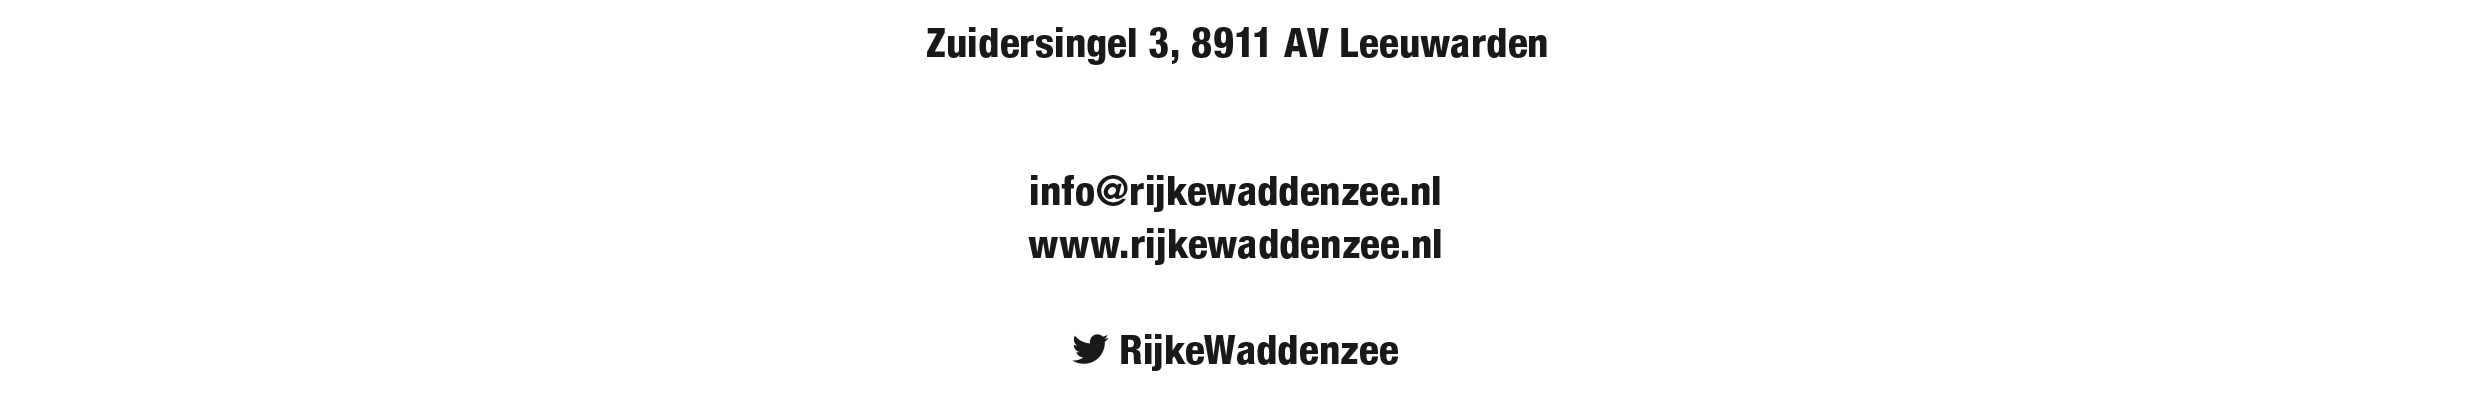 Zuidersingel 3, 8911 AV Leeuwarden
info@rijkewaddenzee.nl
www.rijkewaddenzee.nl
RijkeWaddenzee